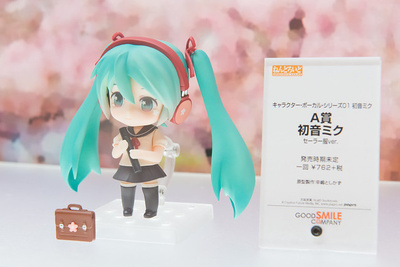 ねんどろいど
キャラクター・ボーカル・シリーズ01 初音ミク
A賞
初音ミク
セーラー服ver.
発売時期未定
一回 ¥762+税
GOOD SMILE
COMPANY